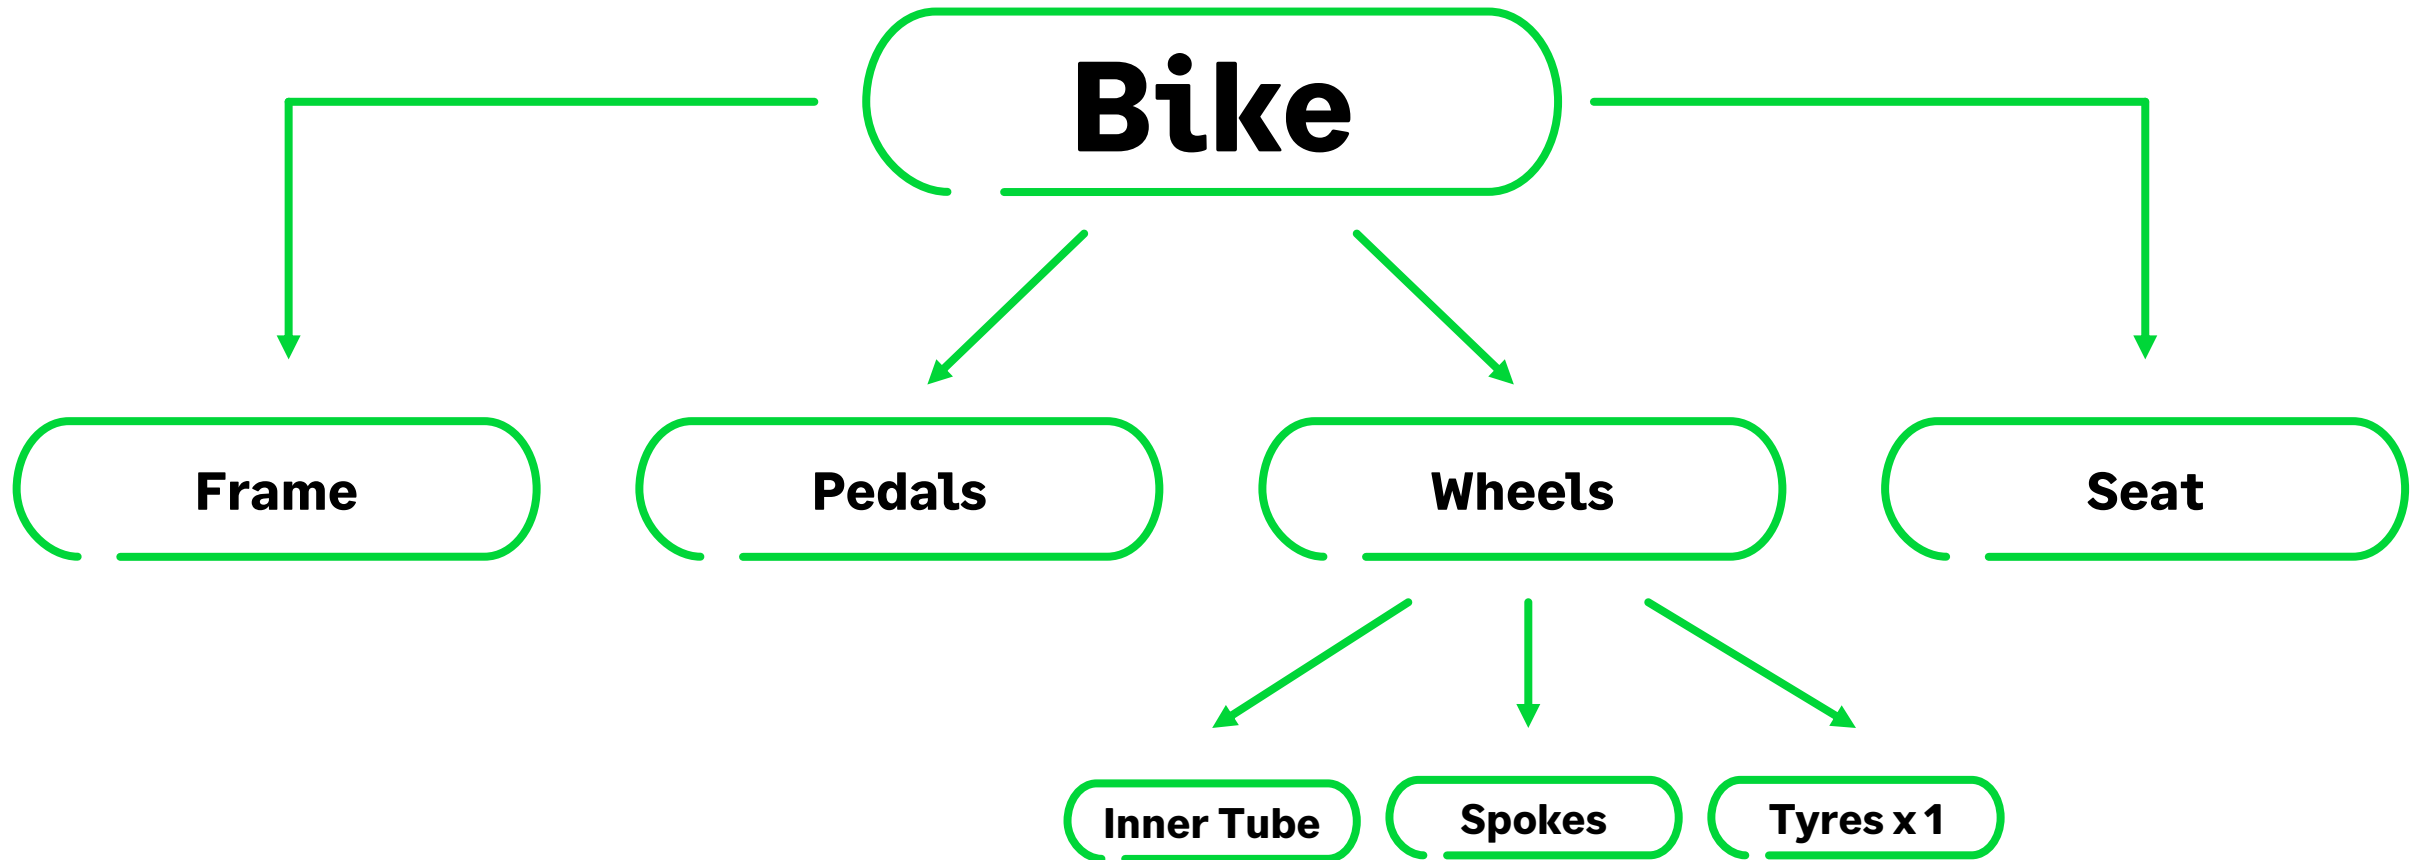 Bike
Frame
Pedals
Wheels
Seat
Inner Tube
Spokes
Tyres x 1